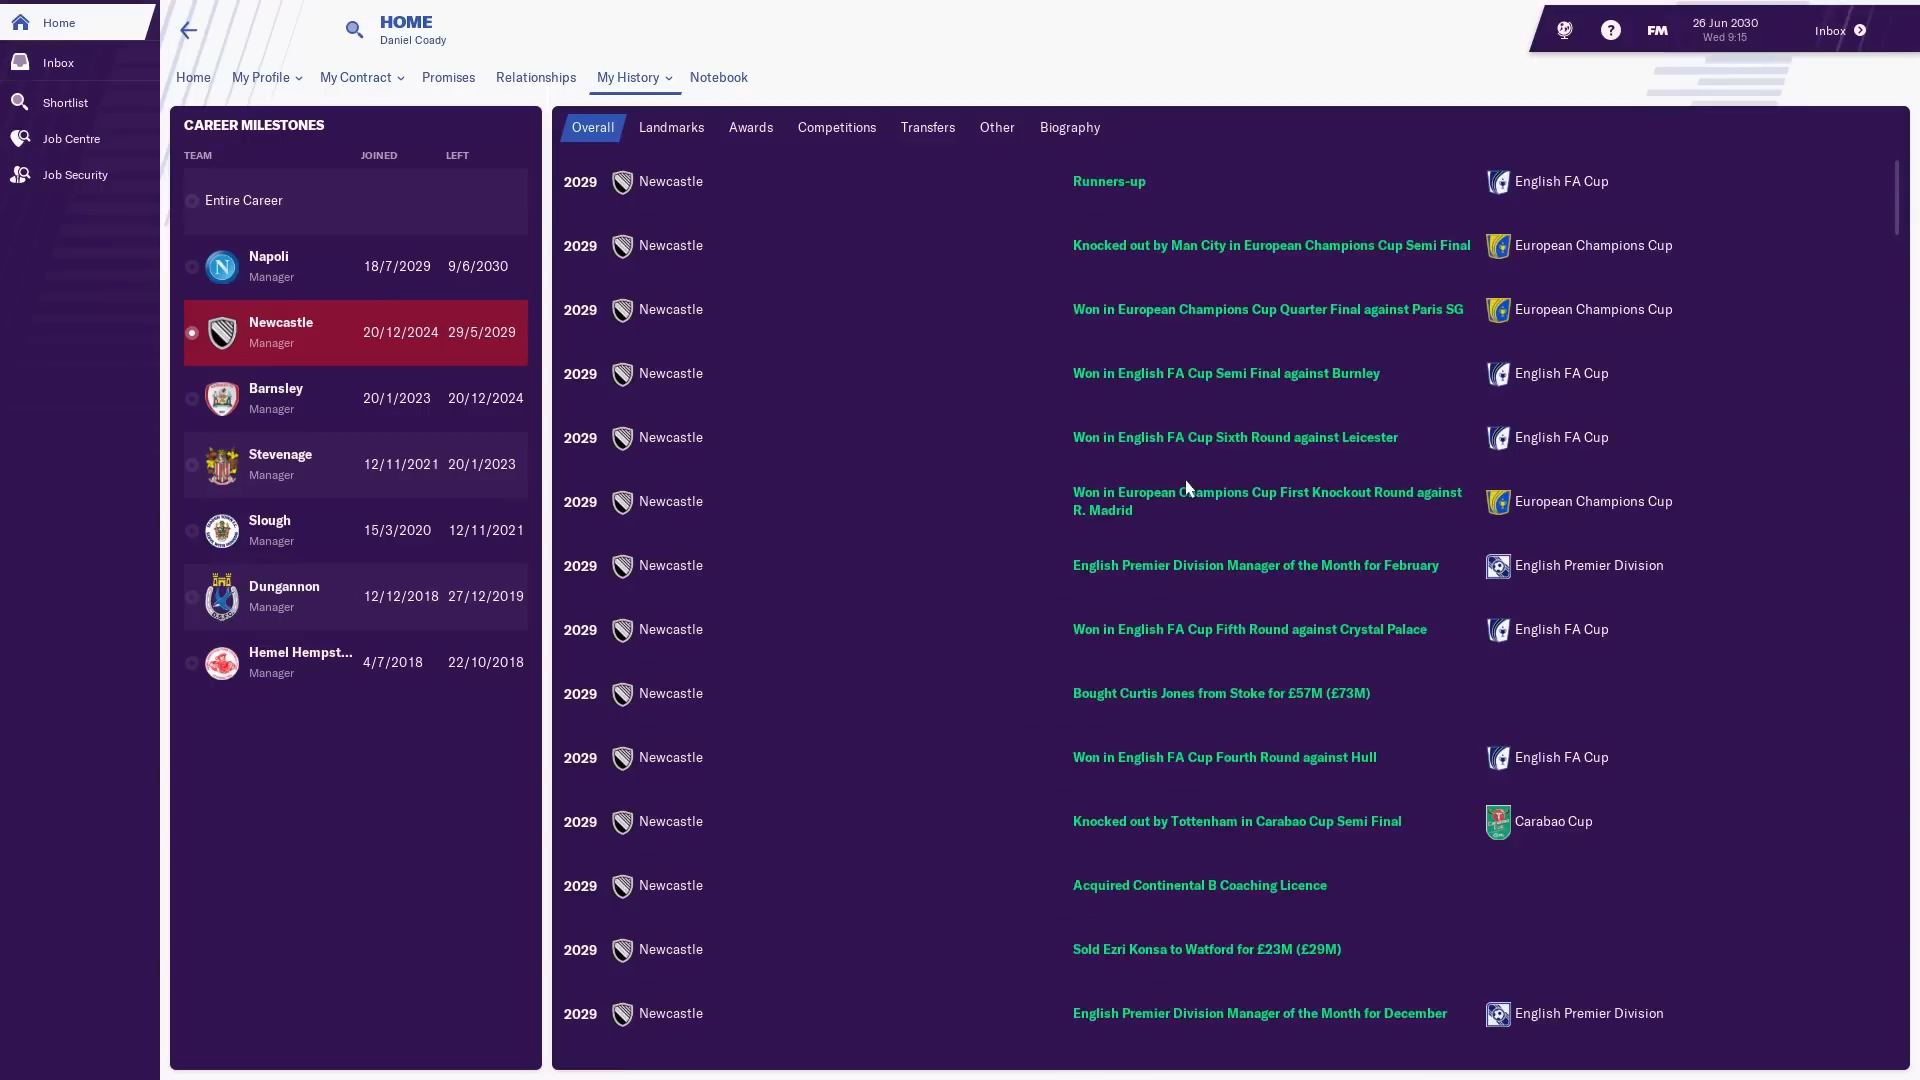 Home
Inbox
Shortlist
Job Centre
Job Security
HOME
Daniel Coady
FM
26 Jun 2030
Wed 9:15
Inbox
Home My Profile My Contract Promises Relationships My History Notebook
CAREER MILESTONES
TEAM JOINED LEFT
Entire Career
Napoli
Manager
18/7/2029 9/6/2030
Newcastle
Manager
20/12/2024 29/5/2029
Barnsley
Manager
20/1/2023 20/12/2024
Stevenage
Manager
12/11/2021 20/1/2023
Slough
Manager
15/3/2020 12/11/2021
Dungannon
Manager
12/12/2018 27/12/2019
Hemel Hempst...
Manager
4/7/2018 22/10/2018
Overall Landmarks Awards Competitions Transfers Other Biography
2029 Newcastle Runners-up English FA Cup
2029 Newcastle Knocked out by Man City in European Champions Cup Semi Final European Champions Cup
2029 Newcastle Won in European Champions Cup Quarter Final against Paris SG European Champions Cup
2029 Newcastle Won in English FA Cup Semi Final against Burnley English FA Cup
2029 Newcastle Won in English FA Cup Sixth Round against Leicester English FA Cup
2029 Newcastle Won in European Champions Cup First Knockout Round against
R. Madrid European Champions Cup
2029 Newcastle English Premier Division Manager of the Month for February English Premier Division
2029 Newcastle Won in English FA Cup Fifth Round against Crystal Palace English FA Cup
2029 Newcastle Bought Curtis Jones from Stoke for £57M (£73M)
2029 Newcastle Won in English FA Cup Fourth Round against Hull English FA Cup
2029 Newcastle Knocked out by Tottenham in Carabao Cup Semi Final Carabao Cup
2029 Newcastle Acquired Continental B Coaching Licence
2029 Newcastle Sold Ezri Konsa to Watford for £23M (£29M)
2029 Newcastle English Premier Division Manager of the Month for December English Premier Division